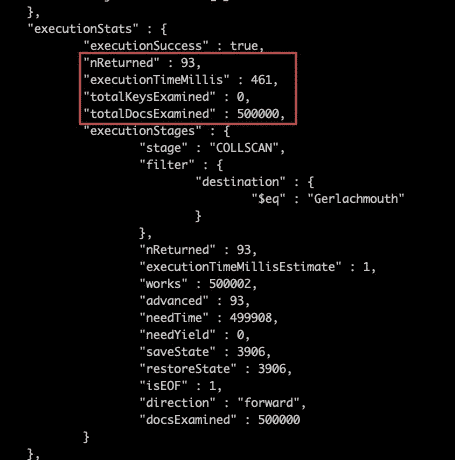 },
"executionStats" : {
"executionSuccess" : true,
"nReturned" : 93,
"executionTimeMillis" : 461,
"totalKeysExamined" : 0,
"totalDocsExamined" : 500000,
"executionStages" : {
"stage" : "COLLSCAN",
"filter" : {
"destination" : {
"$eq" : "Gerlachmouth"
}
},
"nReturned" : 93,
"executionTimeMillisEstimate" : 1,
"works" : 500002,
"advanced" : 93,
"needTime" : 499908,
"needYield" : 0,
"saveState" : 3906,
"restoreState" : 3906,
"isEOF" : 1,
"direction" : "forward",
"docsExamined" : 500000
}
},